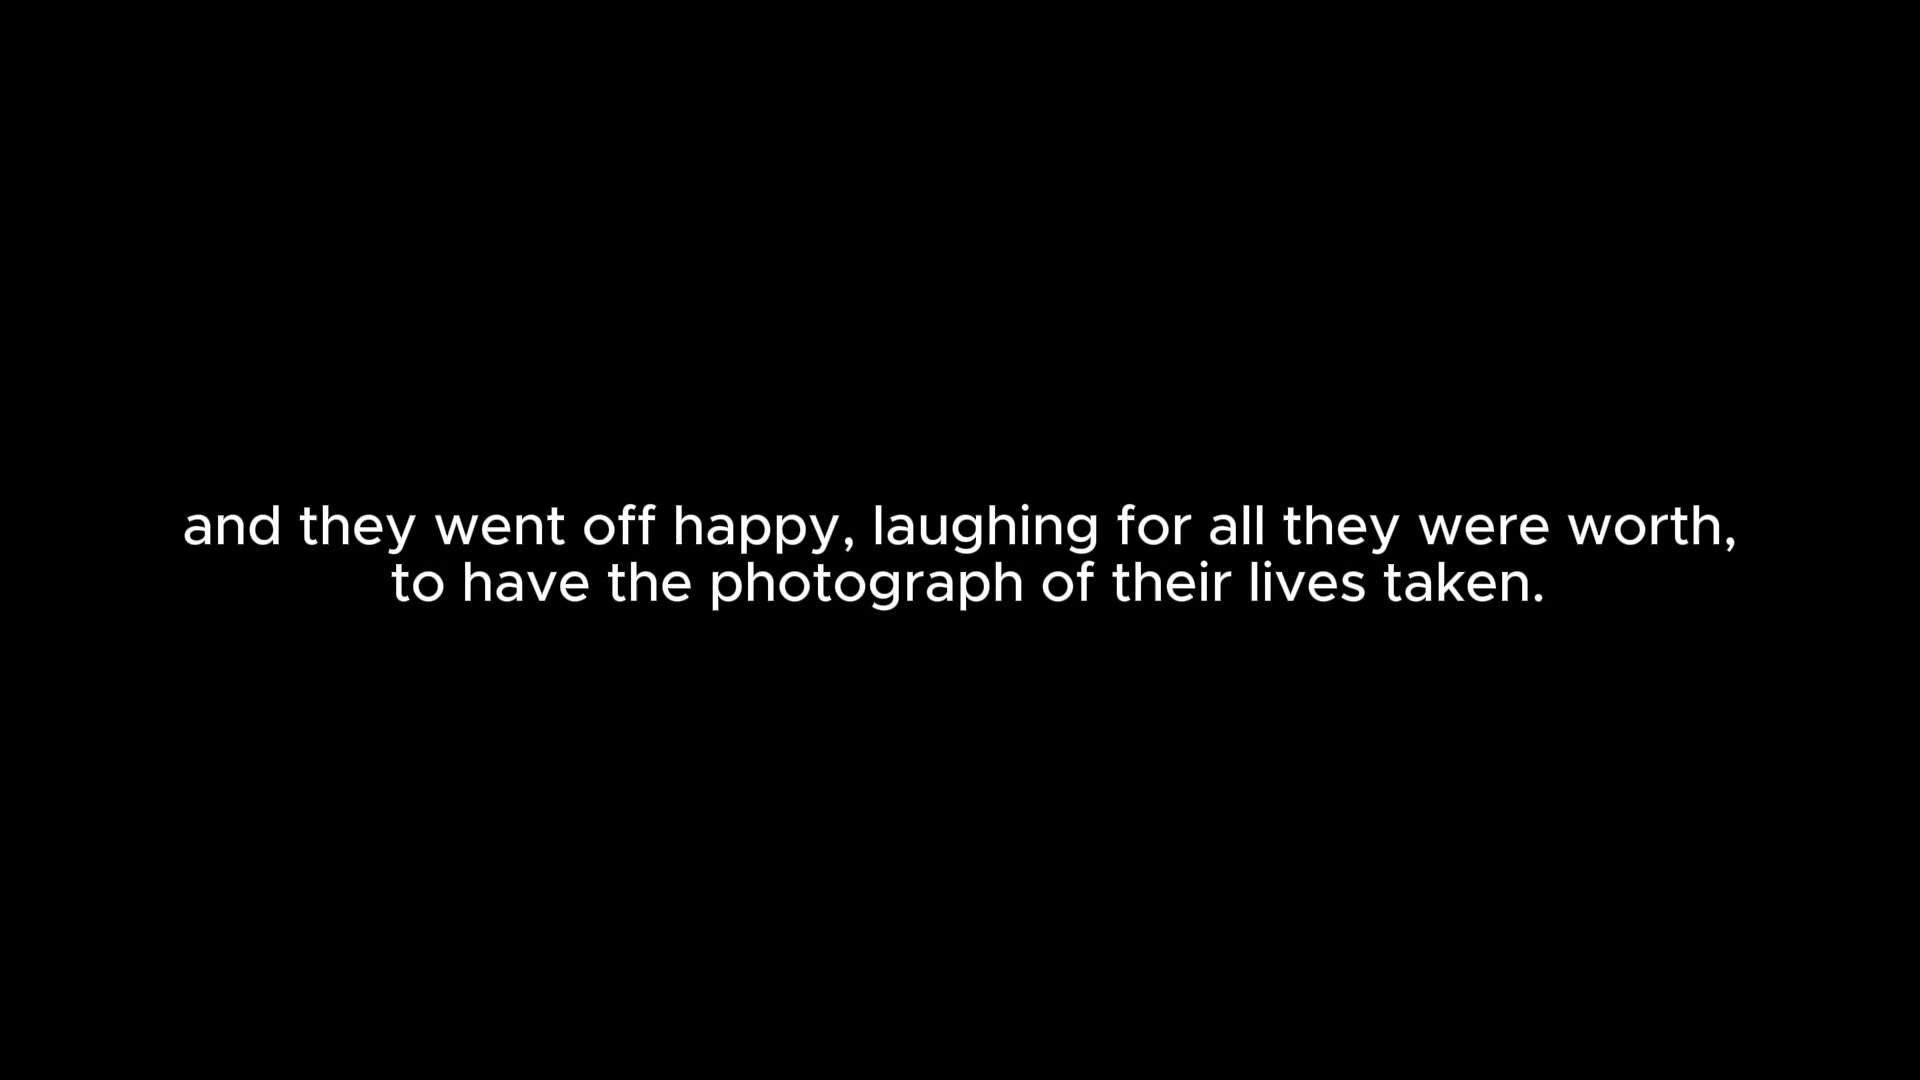 and they went off happy, laughing for all they were worth,
to have the photograph of their lives taken.